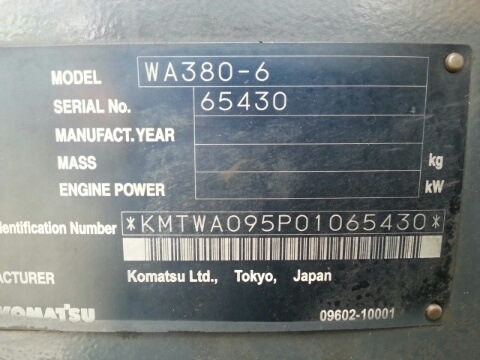 MODEL WA380-6
SERIAL No. 65430
MANUFACT.YEAR
MASS kg
ENGINE POWER kW
dentification Number *KMTWA095P01065430*
ACTURER Komatsu Ltd., Tokyo, Japan
KOMATSU 09602-10001